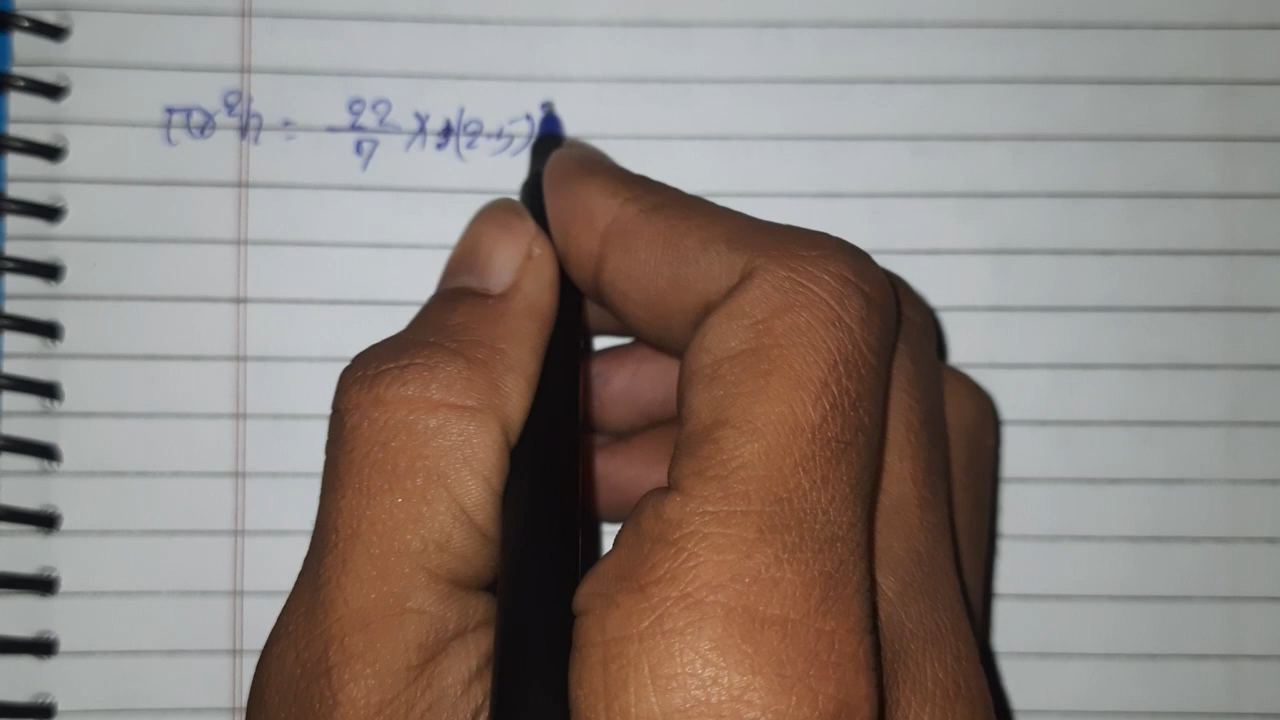 πr²h = 22/7 × (2.5)²